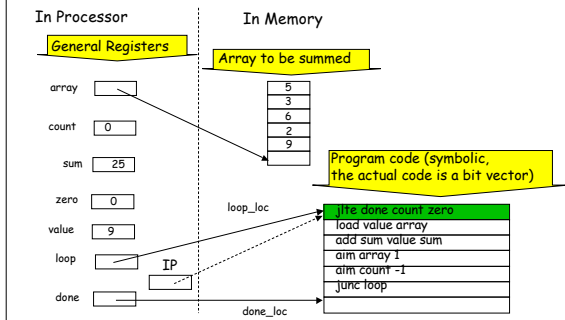 In Processor
In Memory
General Registers
Array to be summed
array
5
3
6
2
9
count 0
sum 25
Program code (symbolic,
the actual code is a bit vector)
zero 0
loop_loc
jlte done count zero
value 9
load value array
add sum value sum
loop
IP
aim array 1
aim count -1
junc loop
done
done_loc